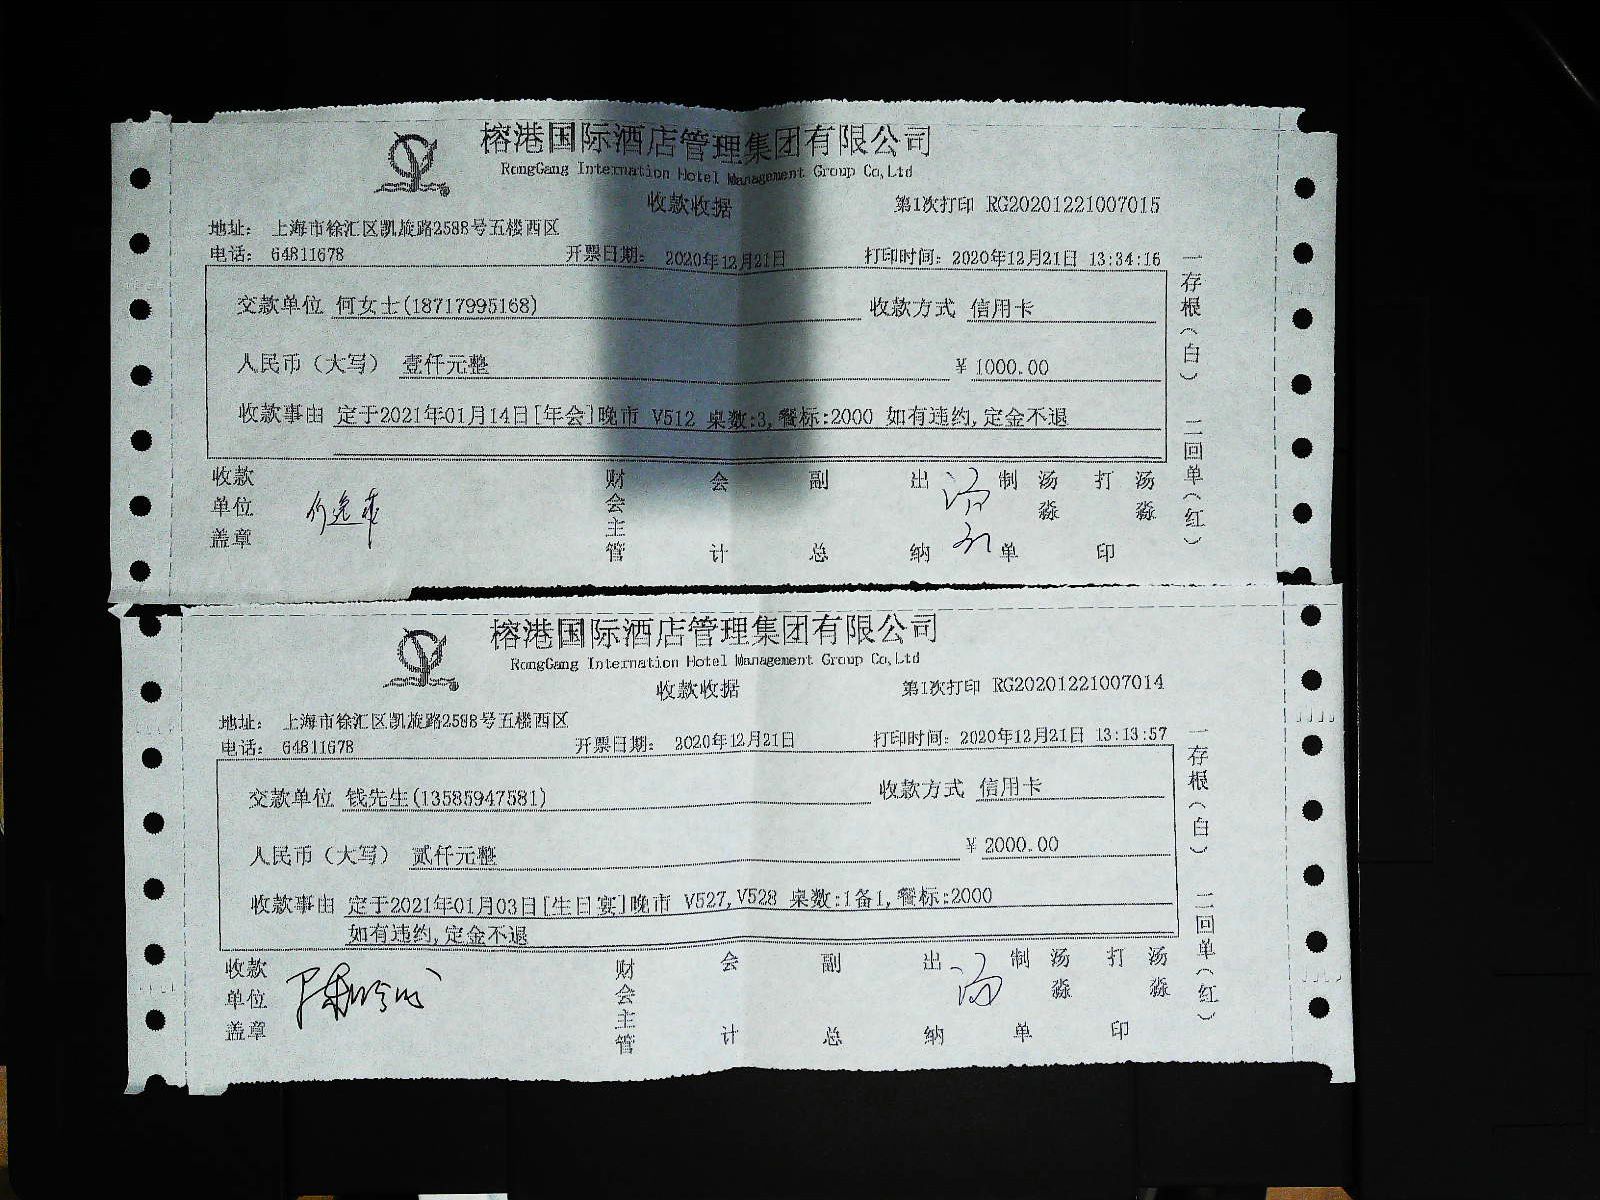 榕港国际酒店管理集团有限公司
RongGang Internation Hotel Management Group Co,Ltd
收款收据 第1次打印 RG20201221007015
地址: 上海市徐汇区凯旋路2588号五楼西区
电话: 64811678 开票日期: 2020年12月21日 打印时间: 2020年12月21日 13:34:16
交款单位 何女士(18717995168) 收款方式 信用卡
人民币(大写) 壹仟元整 ¥ 1000.00
收款事由 定于2021年01月14日[年会]晚市 V512 桌数:3,餐标:2000 如有违约,定金不退
收款单位盖章 财会主管 会计 副总 出纳 制单 汤淼 打印 汤淼
一存根(白) 二回单(红)
榕港国际酒店管理集团有限公司
RongGang Internation Hotel Management Group Co,Ltd
收款收据 第1次打印 RG20201221007014
地址: 上海市徐汇区凯旋路2588号五楼西区
电话: 64811678 开票日期: 2020年12月21日 打印时间: 2020年12月21日 13:13:57
交款单位 钱先生(13585947581) 收款方式 信用卡
人民币(大写) 贰仟元整 ¥ 2000.00
收款事由 定于2021年01月03日[生日宴]晚市 V527,V528 桌数:1备1,餐标:2000
如有违约,定金不退
收款单位盖章 财会主管 会计 副总 出纳 制单 汤淼 打印 汤淼
一存根(白) 二回单(红)